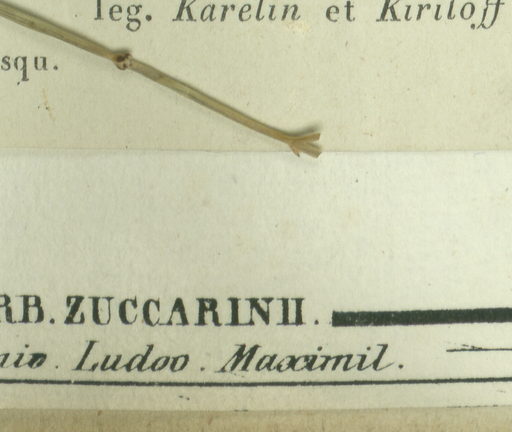 leg. Karelin et Kiriloff
squ.
RB. ZUCCARINII.
Ludov. Maximil.